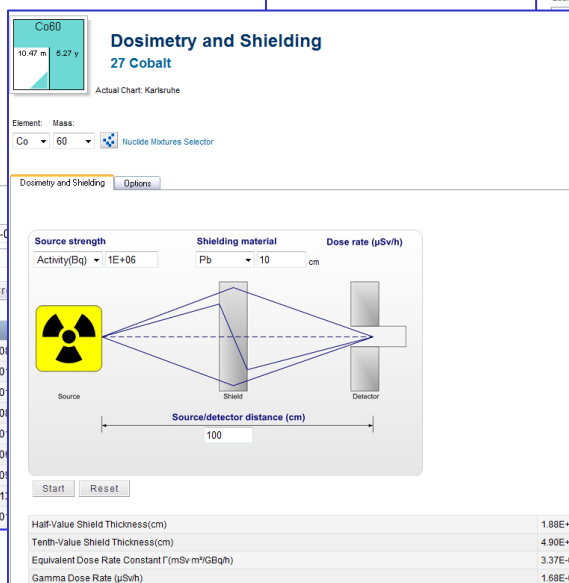 Co60
10.47 m 5.27 y
Dosimetry and Shielding
27 Cobalt
Actual Chart: Karlsruhe
Element: Mass:
Co 60 Nuclide Mixtures Selector
Dosimetry and Shielding Options
Source strength Shielding material Dose rate (µSv/h)
Activity(Bq) 1E+06 Pb 10 cm
Source Shield Detector
Source/detector distance (cm)
100
Start Reset
Half-Value Shield Thickness(cm) 1.88E+
Tenth-Value Shield Thickness(cm) 4.90E+
Equivalent Dose Rate Constant Γ(mSv·m²/GBq/h) 3.37E-
Gamma Dose Rate (µSv/h) 1.68E-